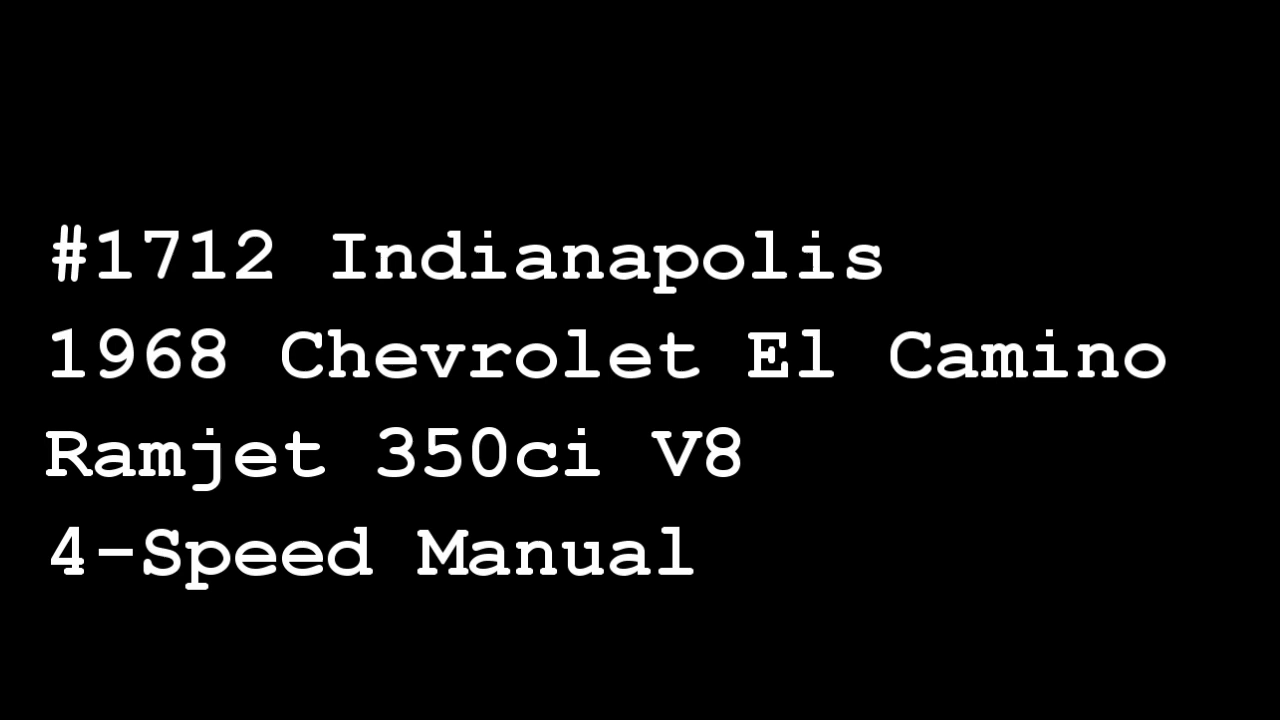 #1712 Indianapolis
1968 Chevrolet El Camino
Ramjet 350ci V8
4-Speed Manual